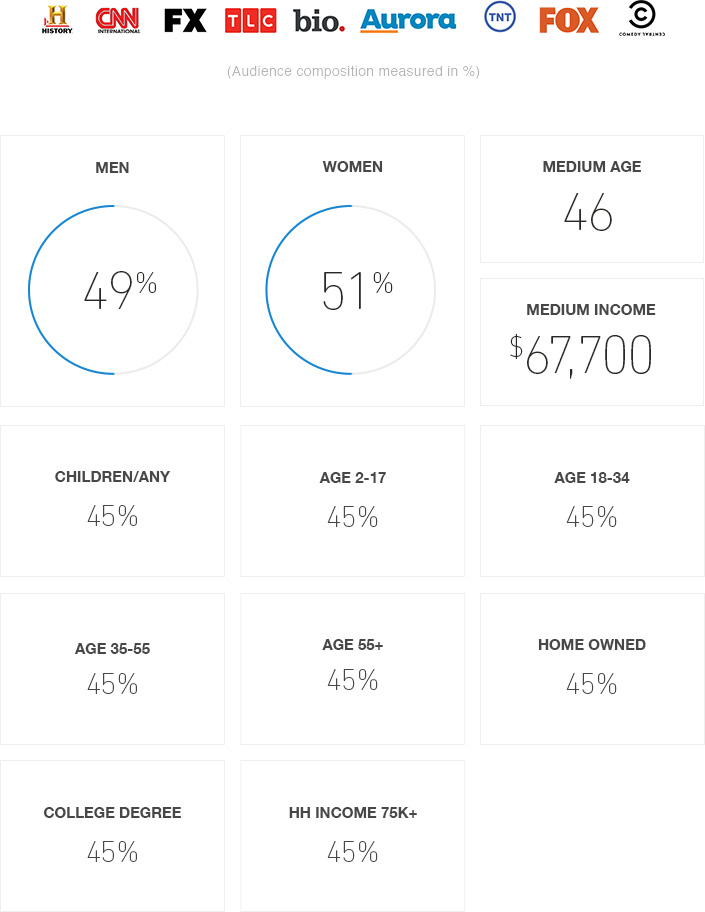 H
HISTORY
CNN
INTERNATIONAL
FX
TLC
bio.
Aurora
TNT
FOX
COMEDY CENTRAL
(Audience composition measured in %)
MEN
49%
WOMEN
51%
MEDIUM AGE
46
MEDIUM INCOME
$67,700
CHILDREN/ANY
45%
AGE 2-17
45%
AGE 18-34
45%
AGE 35-55
45%
AGE 55+
45%
HOME OWNED
45%
COLLEGE DEGREE
45%
HH INCOME 75K+
45%